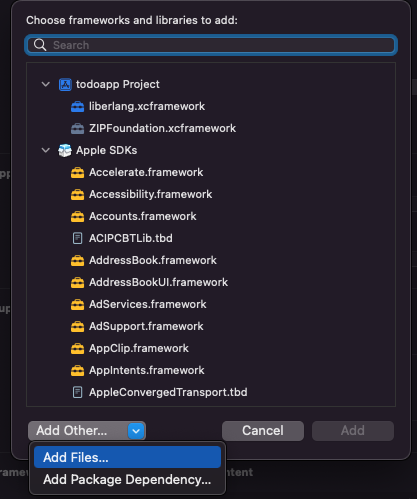 Choose frameworks and libraries to add:
Search
todoapp Project
liberlang.xcframework
ZIPFoundation.xcframework
Apple SDKs
Accelerate.framework
Accessibility.framework
Accounts.framework
ACIPCBTLib.tbd
AddressBook.framework
AddressBookUI.framework
AdServices.framework
AdSupport.framework
AppClip.framework
AppIntents.framework
AppleConvergedTransport.tbd
Add Other... Cancel Add
Add Files...
Add Package Dependency...